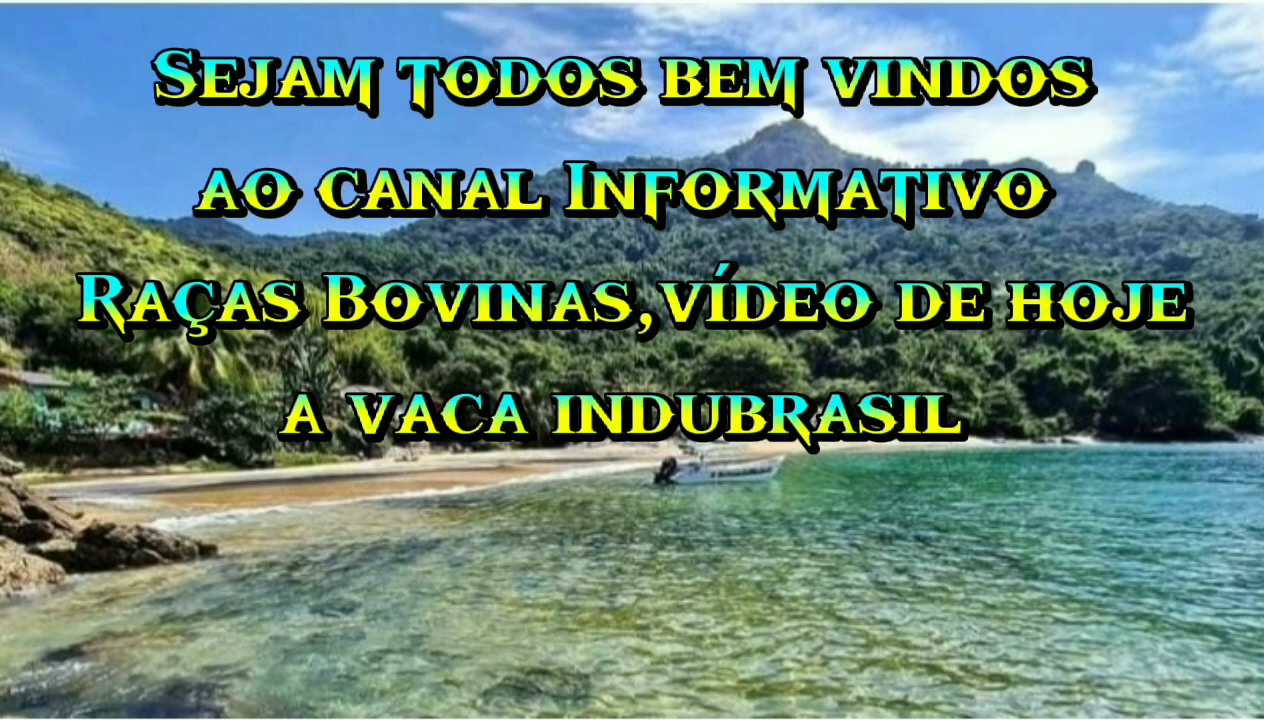 Sejam todos bem vindos
ao canal Informativo
Raças Bovinas,vídeo de hoje
a vaca indubrasil